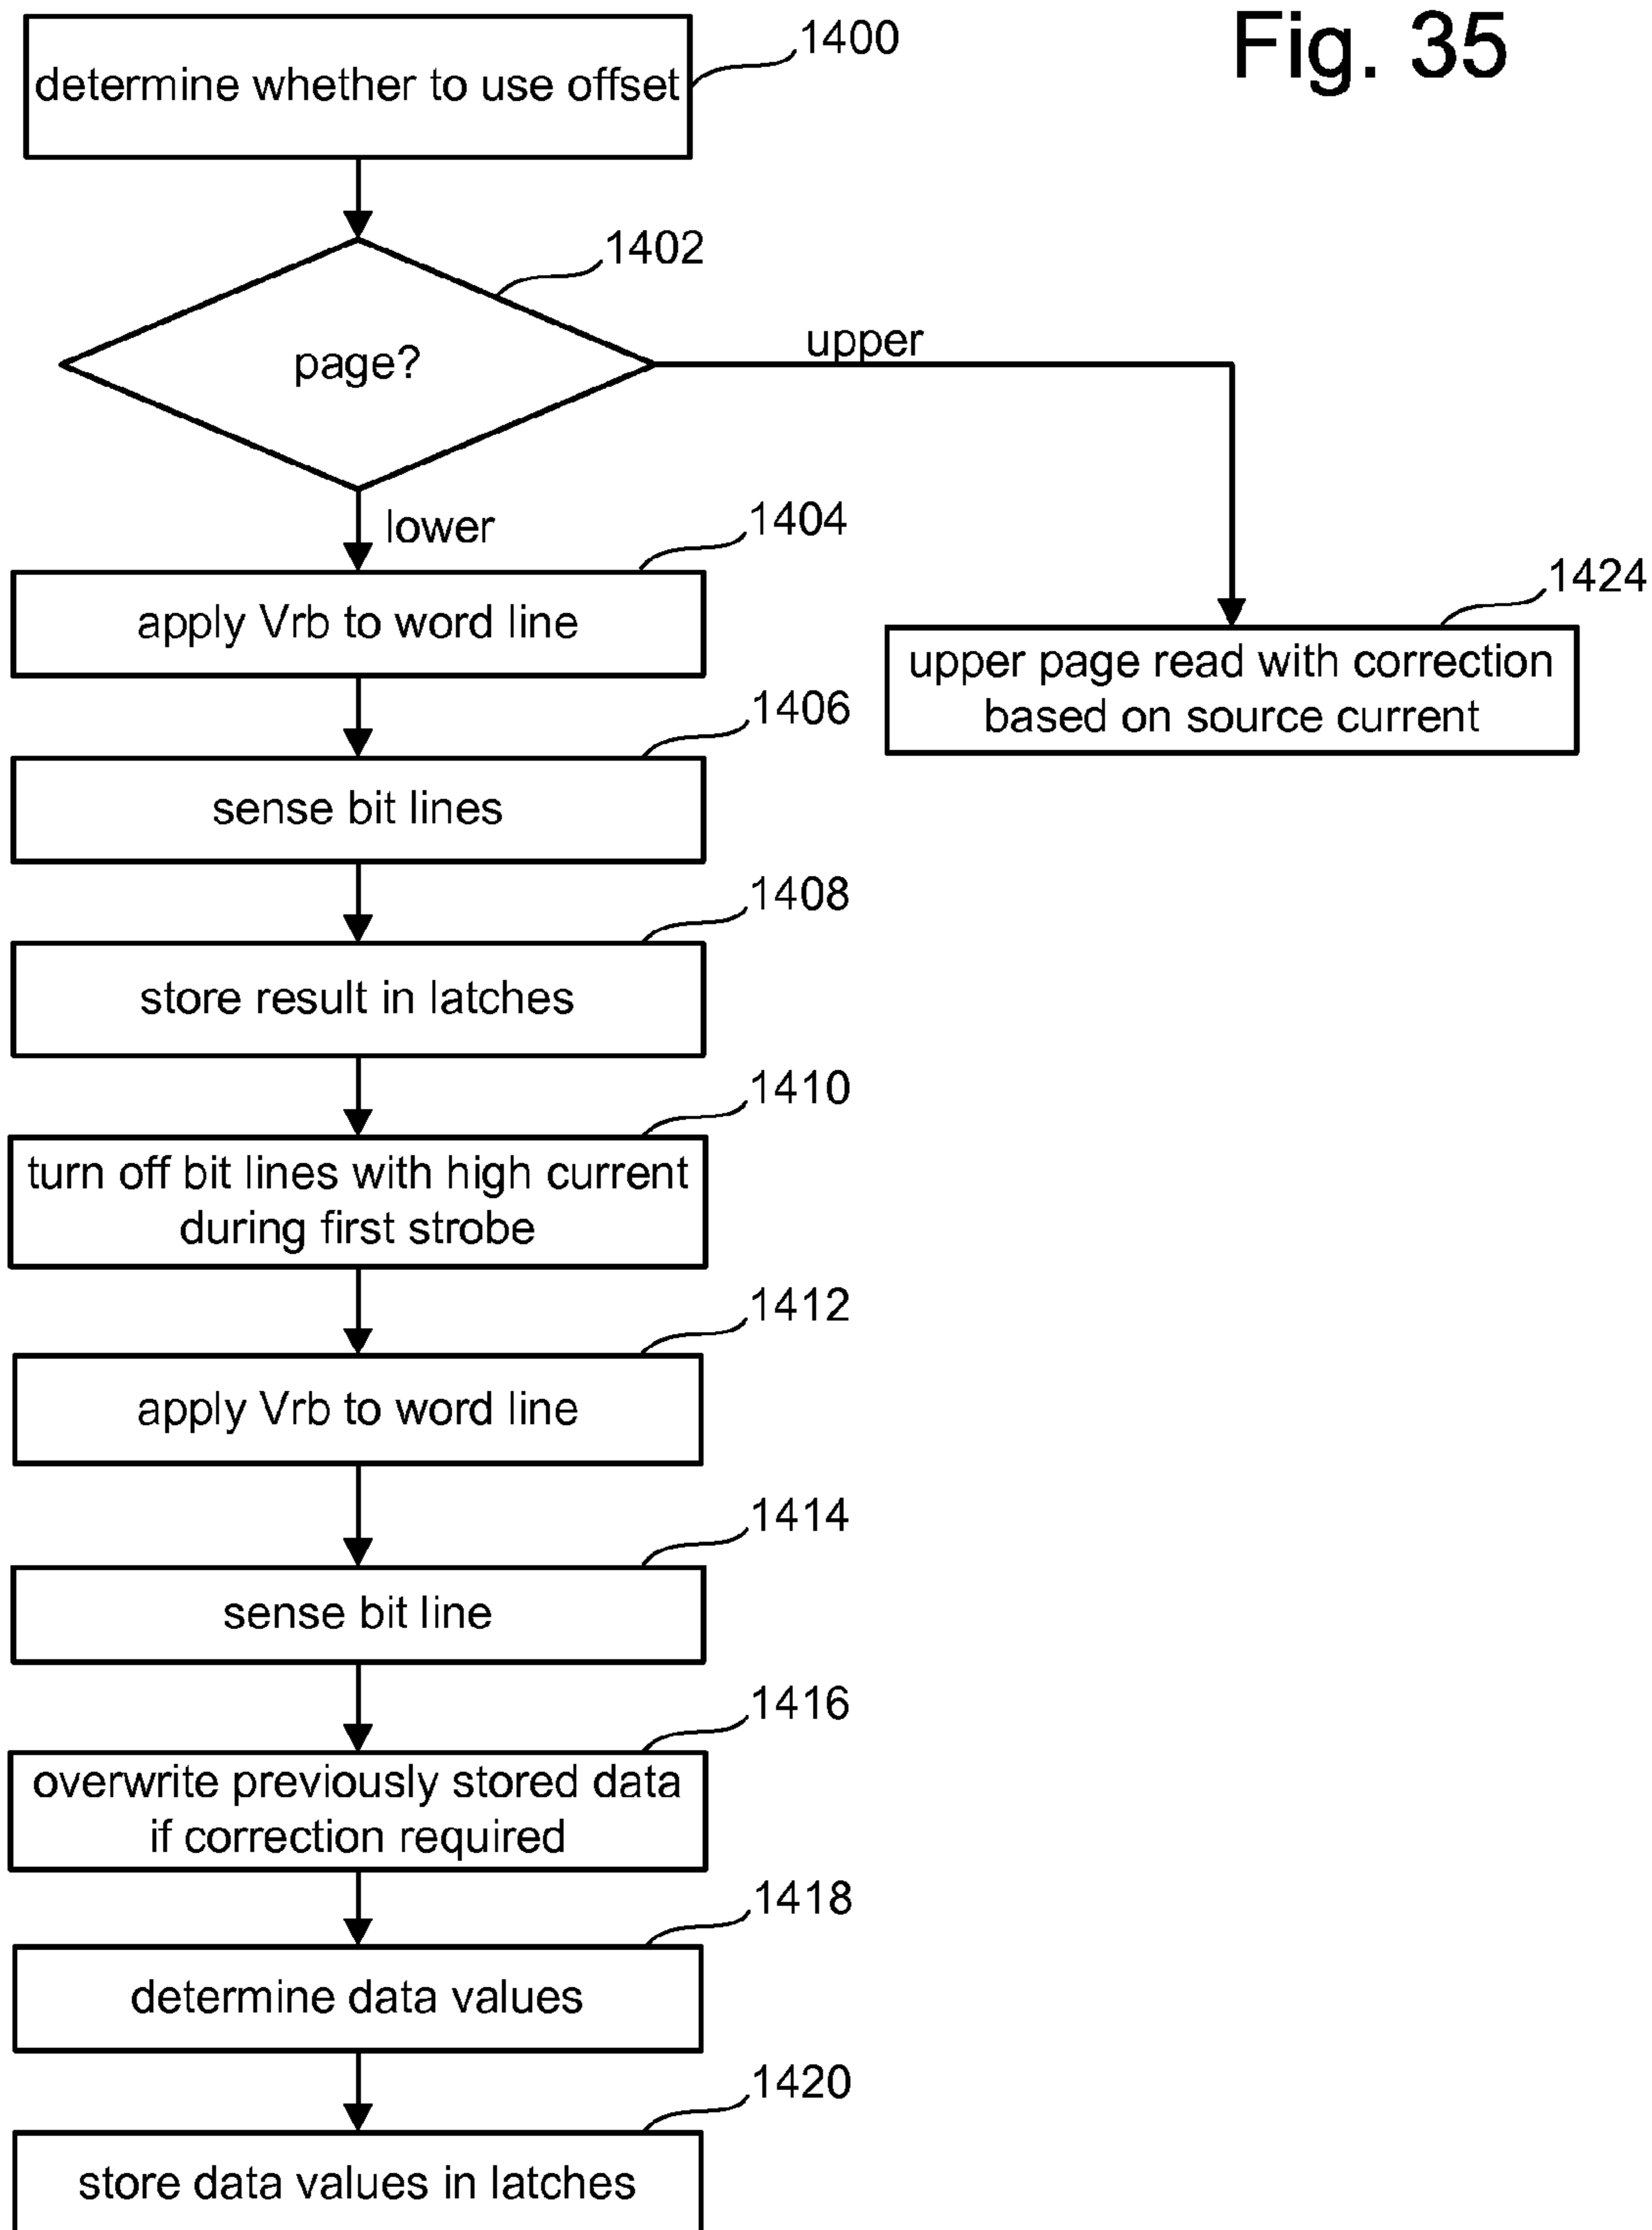 Fig. 35
1400
determine whether to use offset
1402
page?
upper
lower
1404
apply Vrb to word line
1424
upper page read with correction
based on source current
1406
sense bit lines
1408
store result in latches
1410
turn off bit lines with high current
during first strobe
1412
apply Vrb to word line
1414
sense bit line
1416
overwrite previously stored data
if correction required
1418
determine data values
1420
store data values in latches